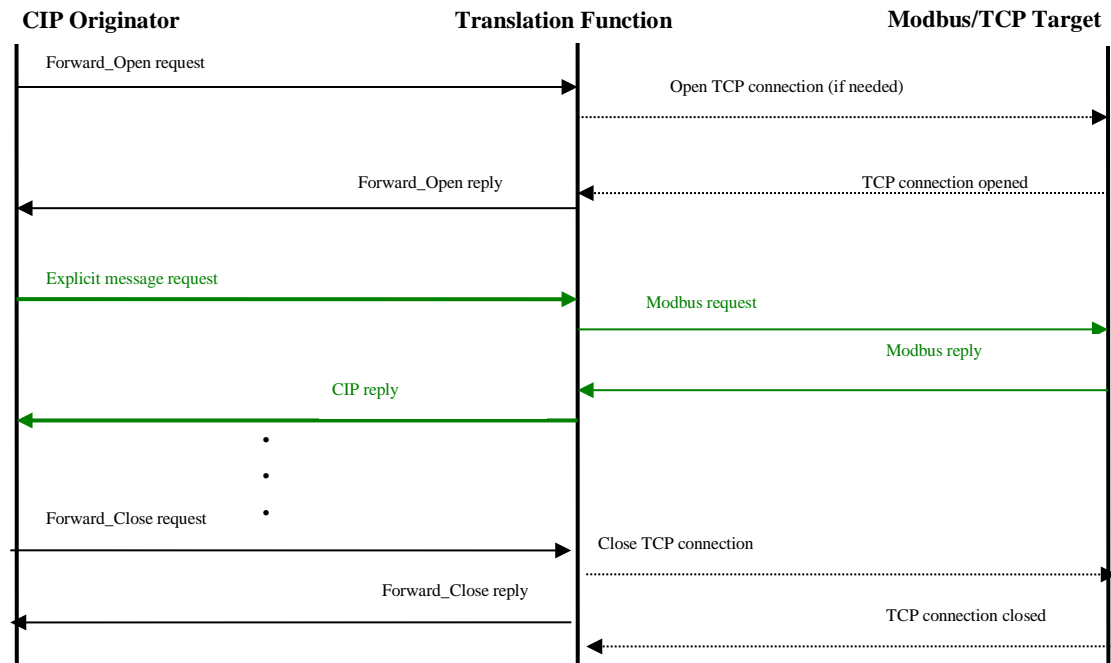 CIP Originator
Translation Function
Modbus/TCP Target
Forward_Open request
Open TCP connection (if needed)
Forward_Open reply
TCP connection opened
Explicit message request
Modbus request
Modbus reply
CIP reply
Forward_Close request
Close TCP connection
Forward_Close reply
TCP connection closed